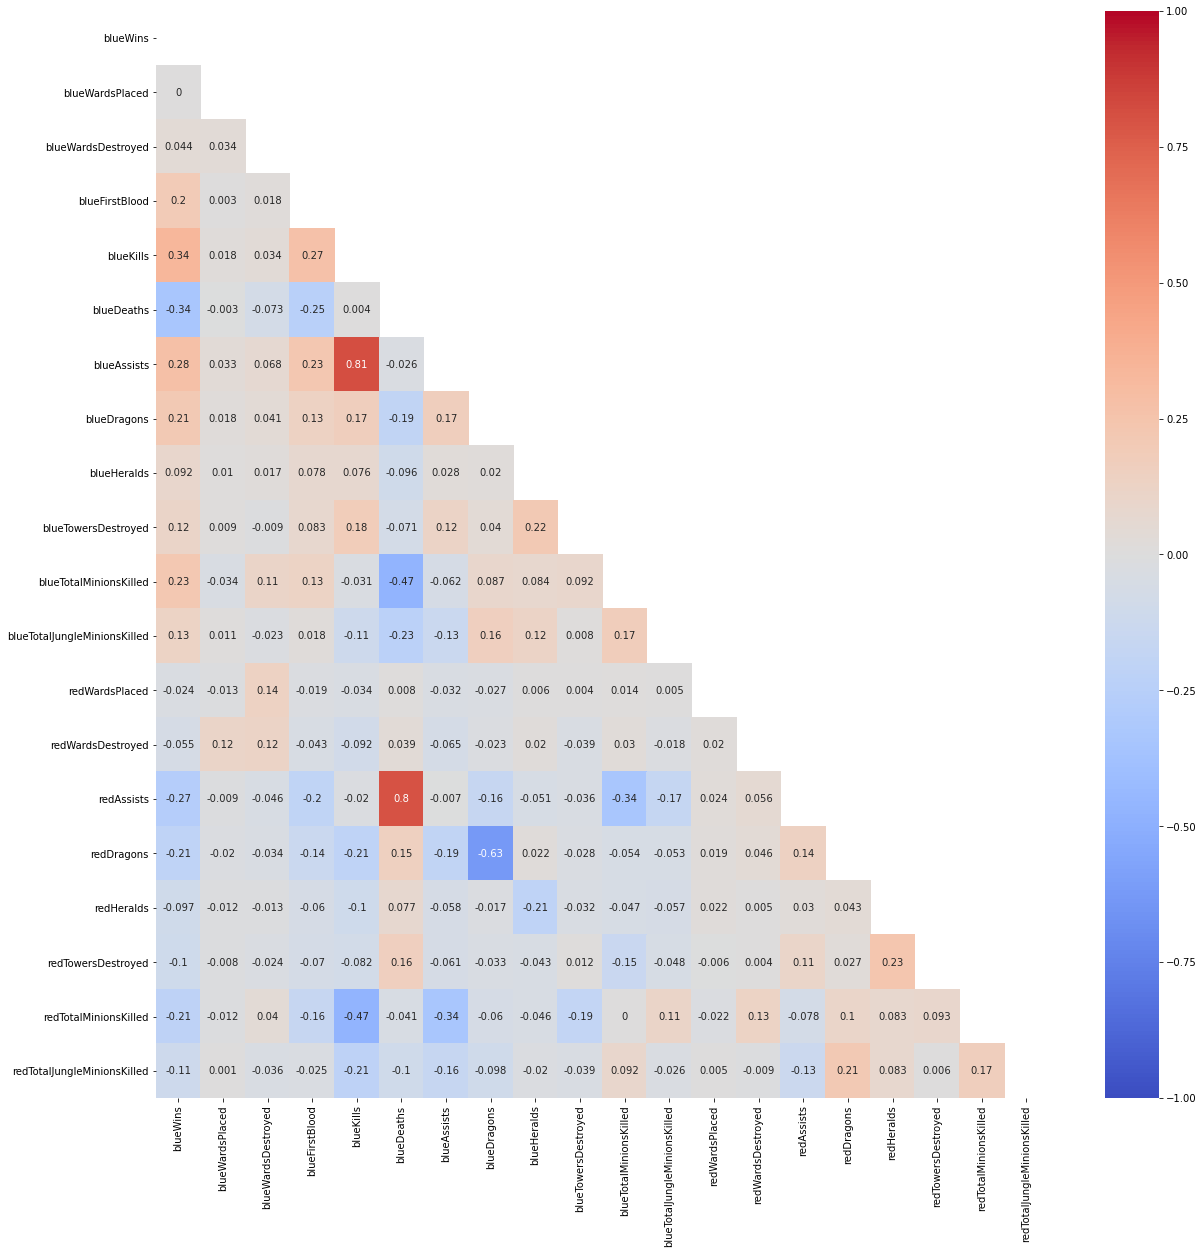 blueWins
blueWardsPlaced 0
blueWardsDestroyed 0.044 0.034
blueFirstBlood 0.2 0.003 0.018
blueKills 0.34 0.018 0.034 0.27
blueDeaths -0.34 -0.003 -0.073 -0.25 0.004
blueAssists 0.28 0.033 0.068 0.23 0.81 -0.026
blueDragons 0.21 0.018 0.041 0.13 0.17 -0.19 0.17
blueHeralds 0.092 0.01 0.017 0.078 0.076 -0.096 0.028 0.02
blueTowersDestroyed 0.12 0.009 -0.009 0.083 0.18 -0.071 0.12 0.04 0.22
blueTotalMinionsKilled 0.23 -0.034 0.11 0.13 -0.031 -0.47 -0.062 0.087 0.084 0.092
blueTotalJungleMinionsKilled 0.13 0.011 -0.023 0.018 -0.11 -0.23 -0.13 0.16 0.12 0.008 0.17
redWardsPlaced -0.024 -0.013 0.14 -0.019 -0.034 0.008 -0.032 -0.027 0.006 0.004 0.014 0.005
redWardsDestroyed -0.055 0.12 0.12 -0.043 -0.092 0.039 -0.065 -0.023 0.02 -0.039 0.03 -0.018 0.02
redAssists -0.27 -0.009 -0.046 -0.2 -0.02 0.8 -0.007 -0.16 -0.051 -0.036 -0.34 -0.17 0.024 0.056
redDragons -0.21 -0.02 -0.034 -0.14 -0.21 0.15 -0.19 -0.63 0.022 -0.028 -0.054 -0.053 0.019 0.046 0.14
redHeralds -0.097 -0.012 -0.013 -0.06 -0.1 0.077 -0.058 -0.017 -0.21 -0.032 -0.047 -0.057 0.022 0.005 0.03 0.043
redTowersDestroyed -0.1 -0.008 -0.024 -0.07 -0.082 0.16 -0.061 -0.033 -0.043 0.012 -0.15 -0.048 -0.006 0.004 0.11 0.027 0.23
redTotalMinionsKilled -0.21 -0.012 0.04 -0.16 -0.47 -0.041 -0.34 -0.06 -0.046 -0.19 0 0.11 -0.022 0.13 -0.078 0.1 0.083 0.093
redTotalJungleMinionsKilled -0.11 0.001 -0.036 -0.025 -0.21 -0.1 -0.16 -0.098 -0.02 -0.039 0.092 -0.026 0.005 -0.009 -0.13 0.21 0.083 0.006 0.17
blueWins
blueWardsPlaced
blueWardsDestroyed
blueFirstBlood
blueKills
blueDeaths
blueAssists
blueDragons
blueHeralds
blueTowersDestroyed
blueTotalMinionsKilled
blueTotalJungleMinionsKilled
redWardsPlaced
redWardsDestroyed
redAssists
redDragons
redHeralds
redTowersDestroyed
redTotalMinionsKilled
redTotalJungleMinionsKilled
1.00
0.75
0.50
0.25
0.00
−0.25
−0.50
−0.75
−1.00